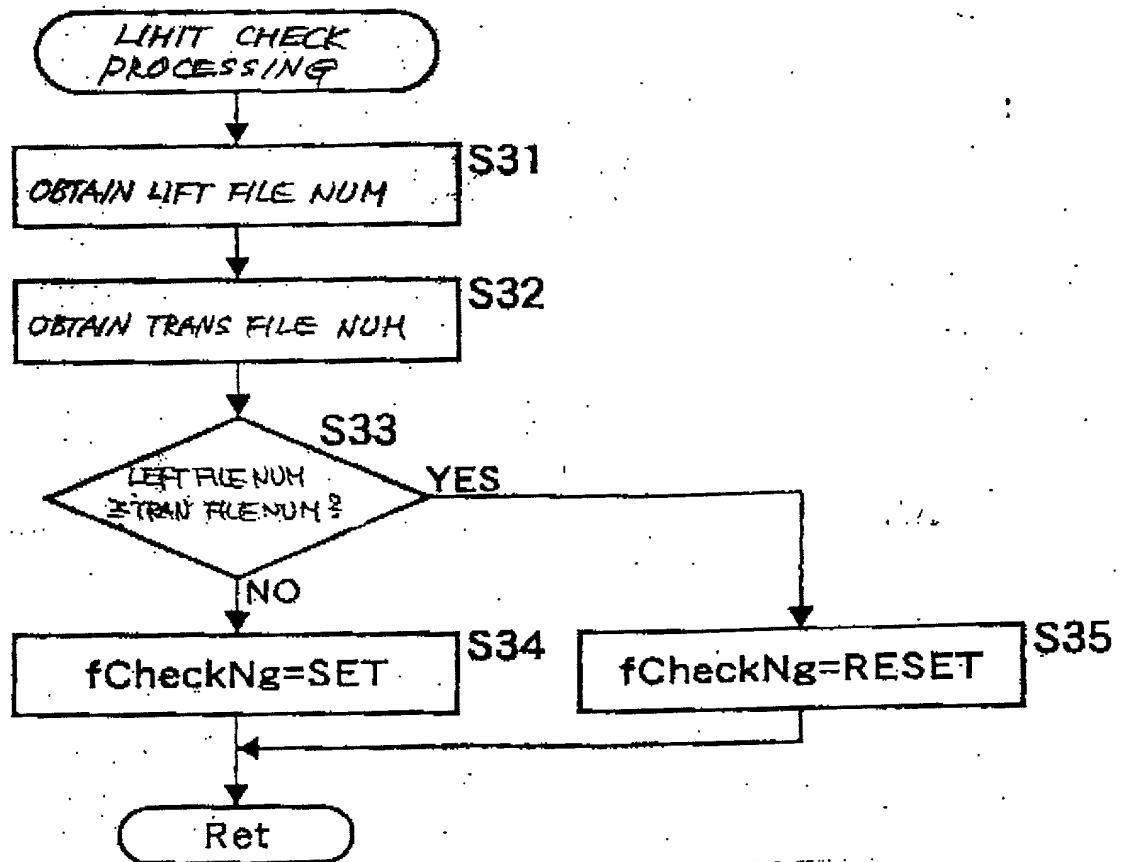 LIMIT CHECK
PROCESSING
S31
OBTAIN LIFT FILE NUM
S32
OBTAIN TRANS FILE NUM
S33
LEFT FILE NUM
≥TRAN FILE NUM?
YES
NO
S34
fCheckNg=SET
S35
fCheckNg=RESET
Ret